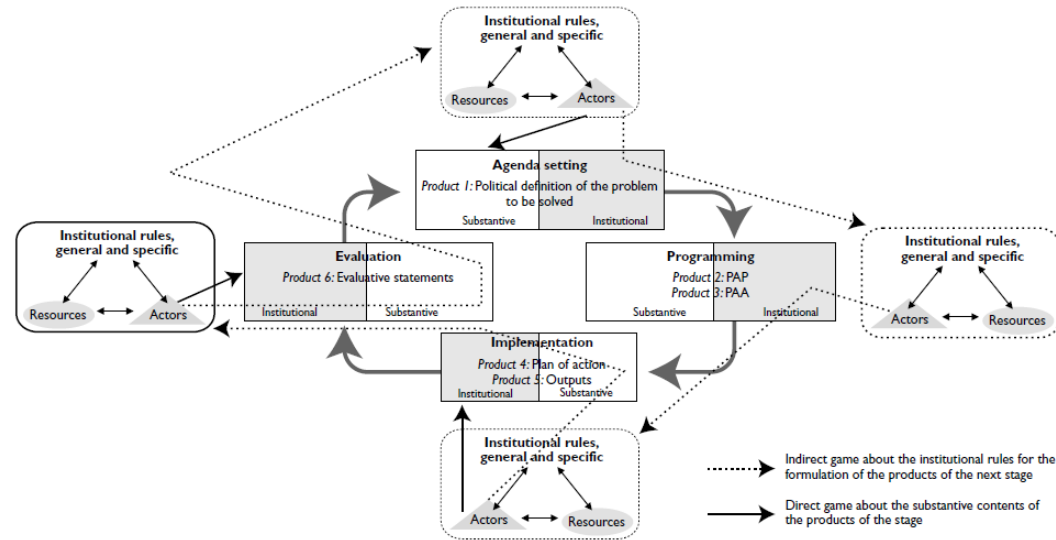 Institutional rules,
general and specific
Resources
Actors
Agenda setting
Product 1: Political definition of the problem
to be solved
Substantive
Institutional
Institutional rules,
general and specific
Resources
Actors
Evaluation
Product 6: Evaluative statements
Institutional
Substantive
Programming
Product 2: PAP
Product 3: PAA
Substantive
Institutional
Institutional rules,
general and specific
Actors
Resources
Implementation
Product 4: Plan of action
Product 5: Outputs
Institutional
Substantive
Institutional rules,
general and specific
Actors
Resources
Indirect game about the institutional rules for the
formulation of the products of the next stage
Direct game about the substantive contents of
the products of the stage